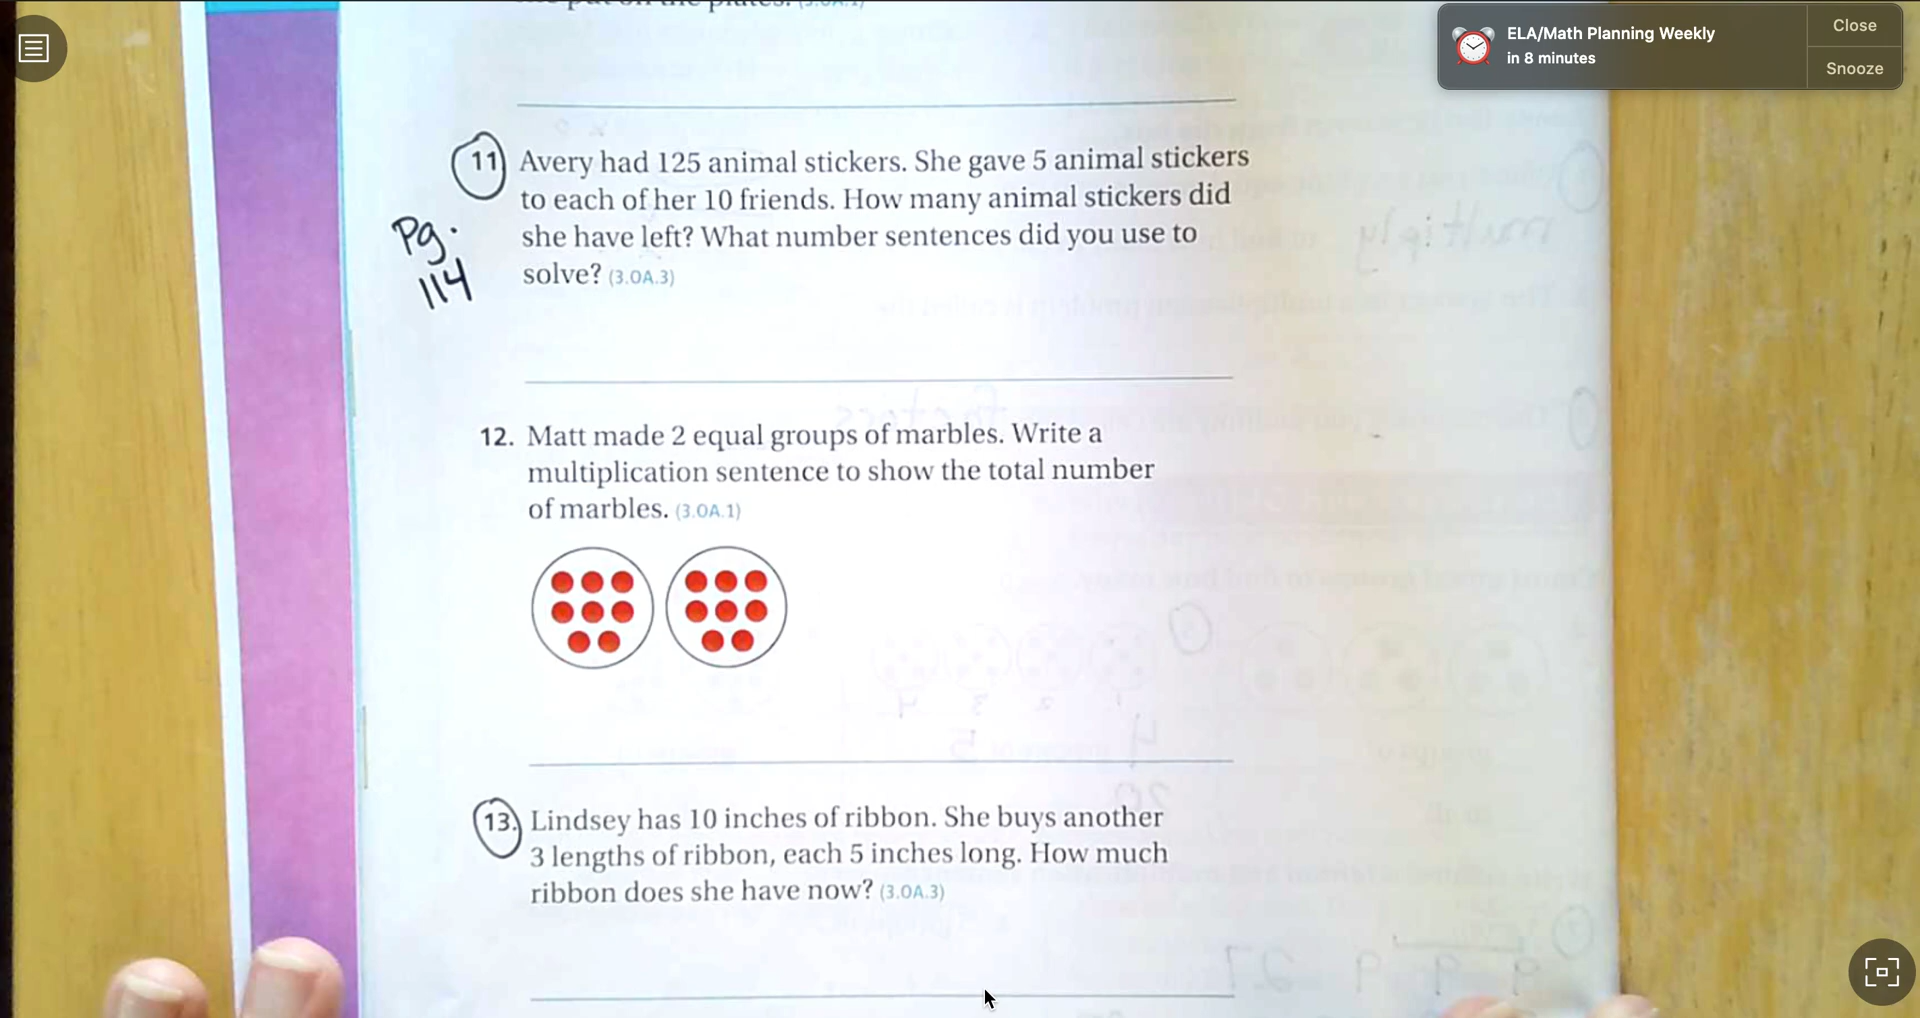 ELA/Math Planning Weekly
in 8 minutes
Close
Snooze
11 Avery had 125 animal stickers. She gave 5 animal stickers
to each of her 10 friends. How many animal stickers did
she have left? What number sentences did you use to
solve? (3.OA.3)
Pg.
114
12. Matt made 2 equal groups of marbles. Write a
multiplication sentence to show the total number
of marbles. (3.OA.1)
13. Lindsey has 10 inches of ribbon. She buys another
3 lengths of ribbon, each 5 inches long. How much
ribbon does she have now? (3.OA.3)